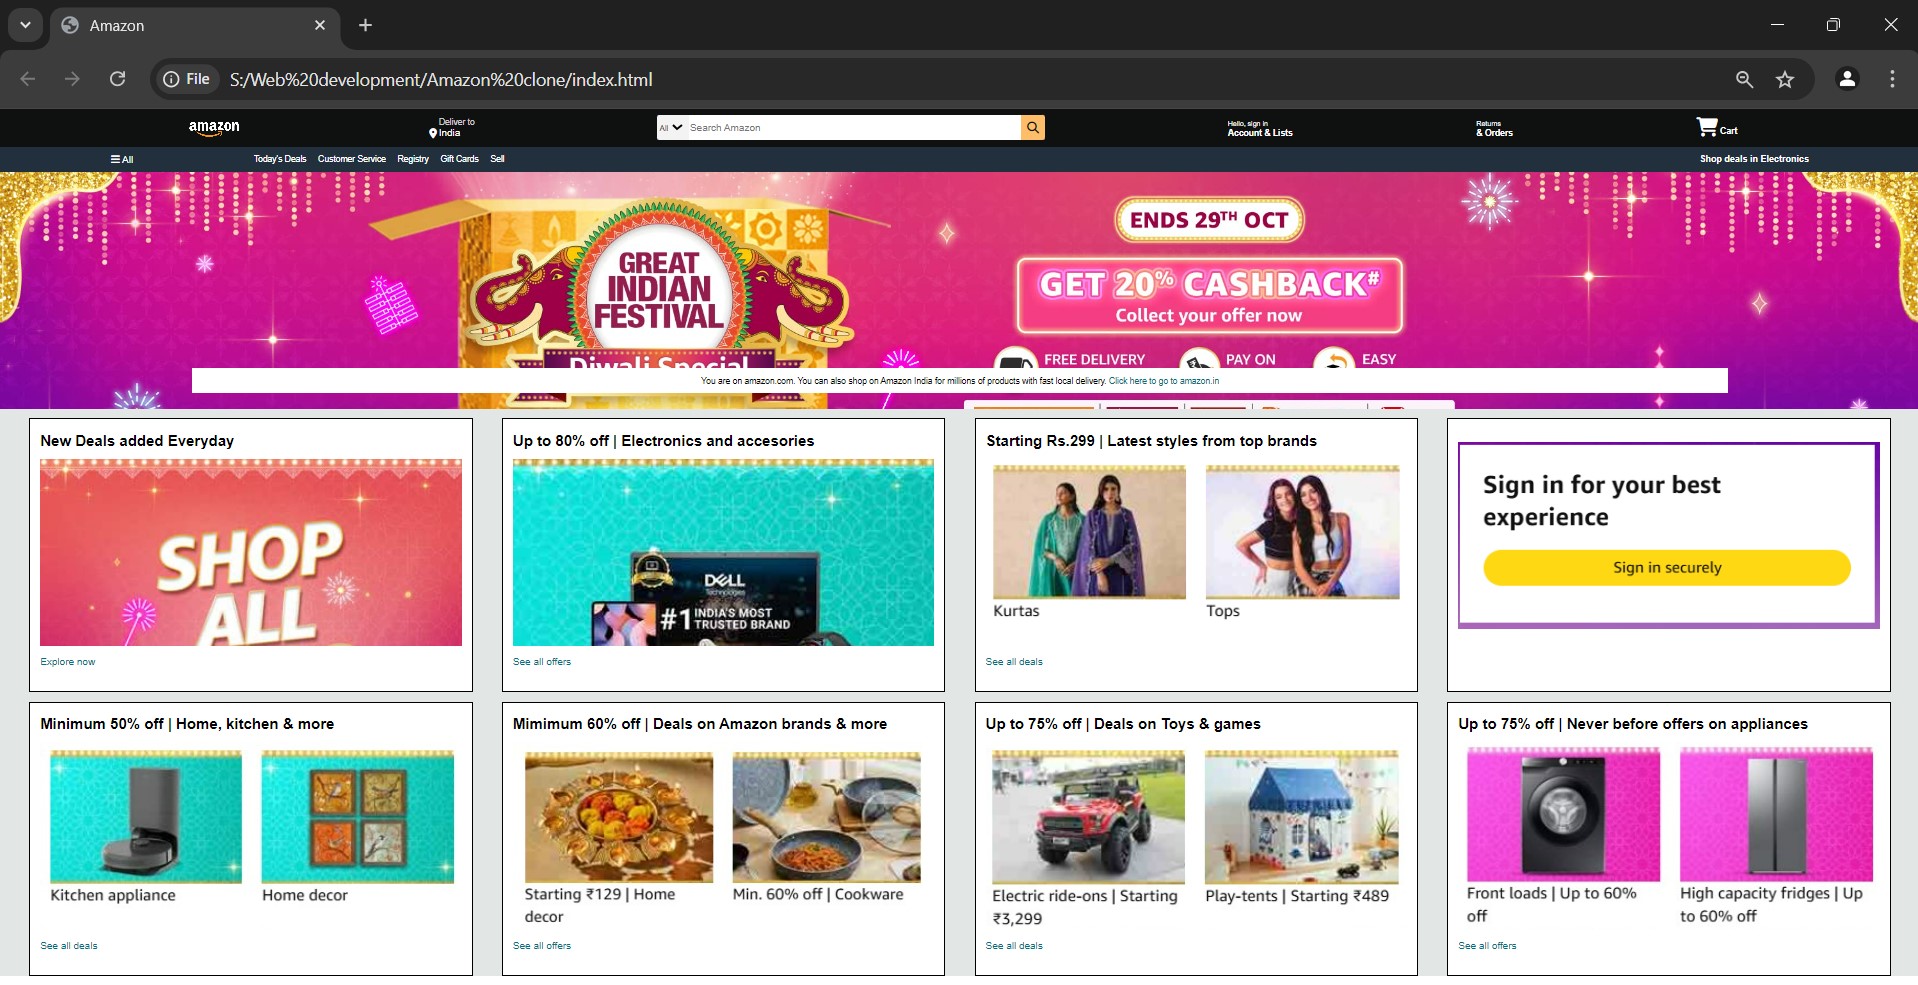 Amazon
File S:/Web%20development/Amazon%20clone/index.html
amazon
Deliver to
India
All Search Amazon
Hello, sign in
Account & Lists
Returns
& Orders
Cart
All Today's Deals Customer Service Registry Gift Cards Sell Shop deals in Electronics
GREAT
INDIAN
FESTIVAL
Diwali Special
ENDS 29TH OCT
GET 20% CASHBACK#
Collect your offer now
FREE DELIVERY PAY ON EASY
You are on amazon.com. You can also shop on Amazon India for millions of products with fast local delivery. Click here to go to amazon.in
New Deals added Everyday
SHOP
ALL
Explore now
Up to 80% off | Electronics and accesories
DELL
Technologies
#1 INDIA'S MOST
TRUSTED BRAND
See all offers
Starting Rs.299 | Latest styles from top brands
Kurtas Tops
See all deals
Sign in for your best
experience
Sign in securely
Minimum 50% off | Home, kitchen & more
Kitchen appliance Home decor
See all deals
Mimimum 60% off | Deals on Amazon brands & more
Starting ₹129 | Home
decor
Min. 60% off | Cookware
See all offers
Up to 75% off | Deals on Toys & games
Electric ride-ons | Starting
₹3,299
Play-tents | Starting ₹489
See all deals
Up to 75% off | Never before offers on appliances
Front loads | Up to 60%
off
High capacity fridges | Up
to 60% off
See all offers